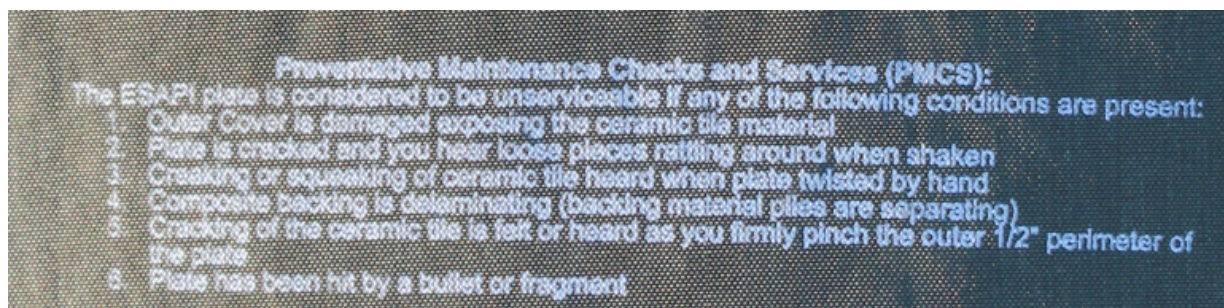 Preventative Maintenance Checks and Services (PMCS):
The ESAPI plate is considered to be unserviceable if any of the following conditions are present:
1. Outer Cover is damaged exposing the ceramic tile material
2. Plate is cracked and you hear loose pieces rattling around when shaken
3. Creaking or squeaking of ceramic tile heard when plate twisted by hand
4. Composite backing is delaminating (backing material plies are separating)
5. Cracking of the ceramic tile is felt or heard as you firmly pinch the outer 1/2" perimeter of
the plate
6. Plate has been hit by a bullet or fragment